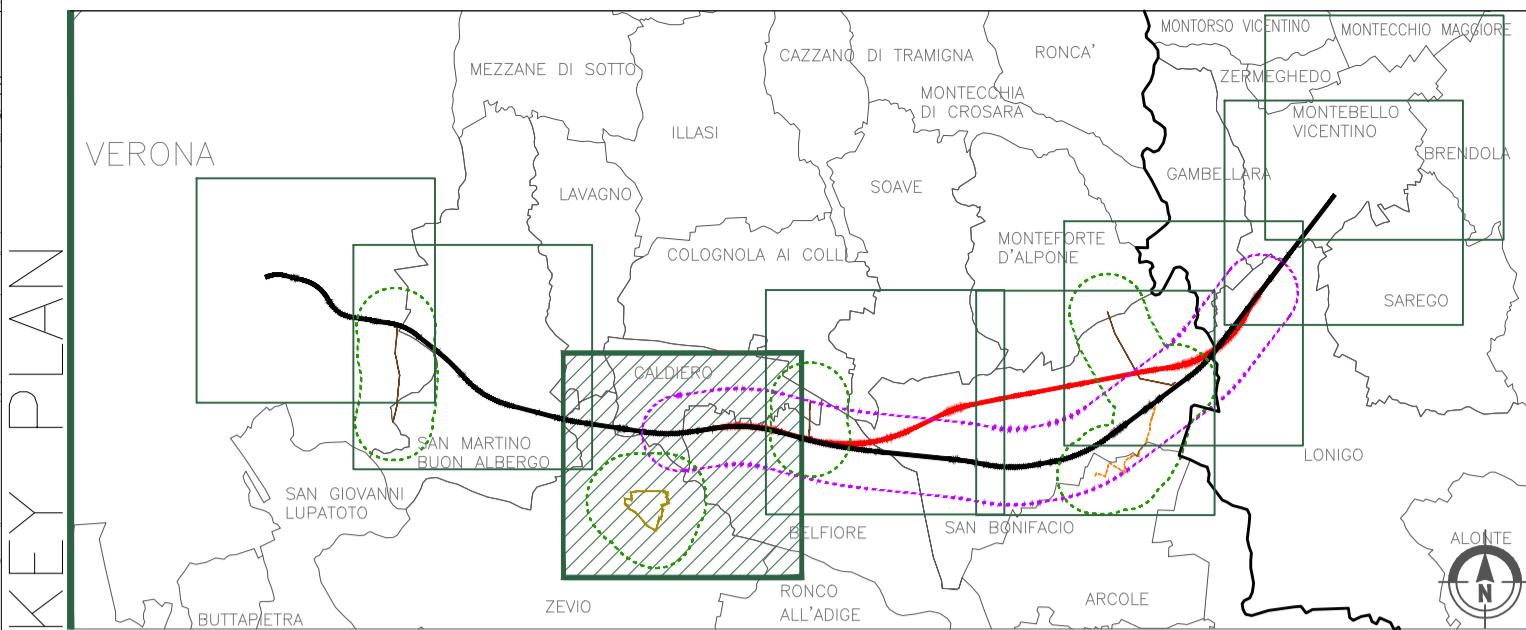 KEY PLAN
MONTORSO VICENTINO
MONTECCHIO MAGGIORE
MEZZANE DI SOTTO
CAZZANO DI TRAMIGNA
RONCA'
ZERMEGHEDO
MONTECCHIA
DI CROSARA
MONTEBELLO
VICENTINO
ILLASI
VERONA
BRENDOLA
GAMBELLARA
SOAVE
LAVAGNO
MONTEFORTE
D'ALPONE
COLOGNOLA AI COLLI
SAREGO
CALDIERO
SAN MARTINO
BUON ALBERGO
LONIGO
SAN GIOVANNI
LUPATOTO
SAN BONIFACIO
BELFIORE
ALONTE
RONCO
ALL'ADIGE
ARCOLE
ZEVIO
BUTTAPIETRA
N